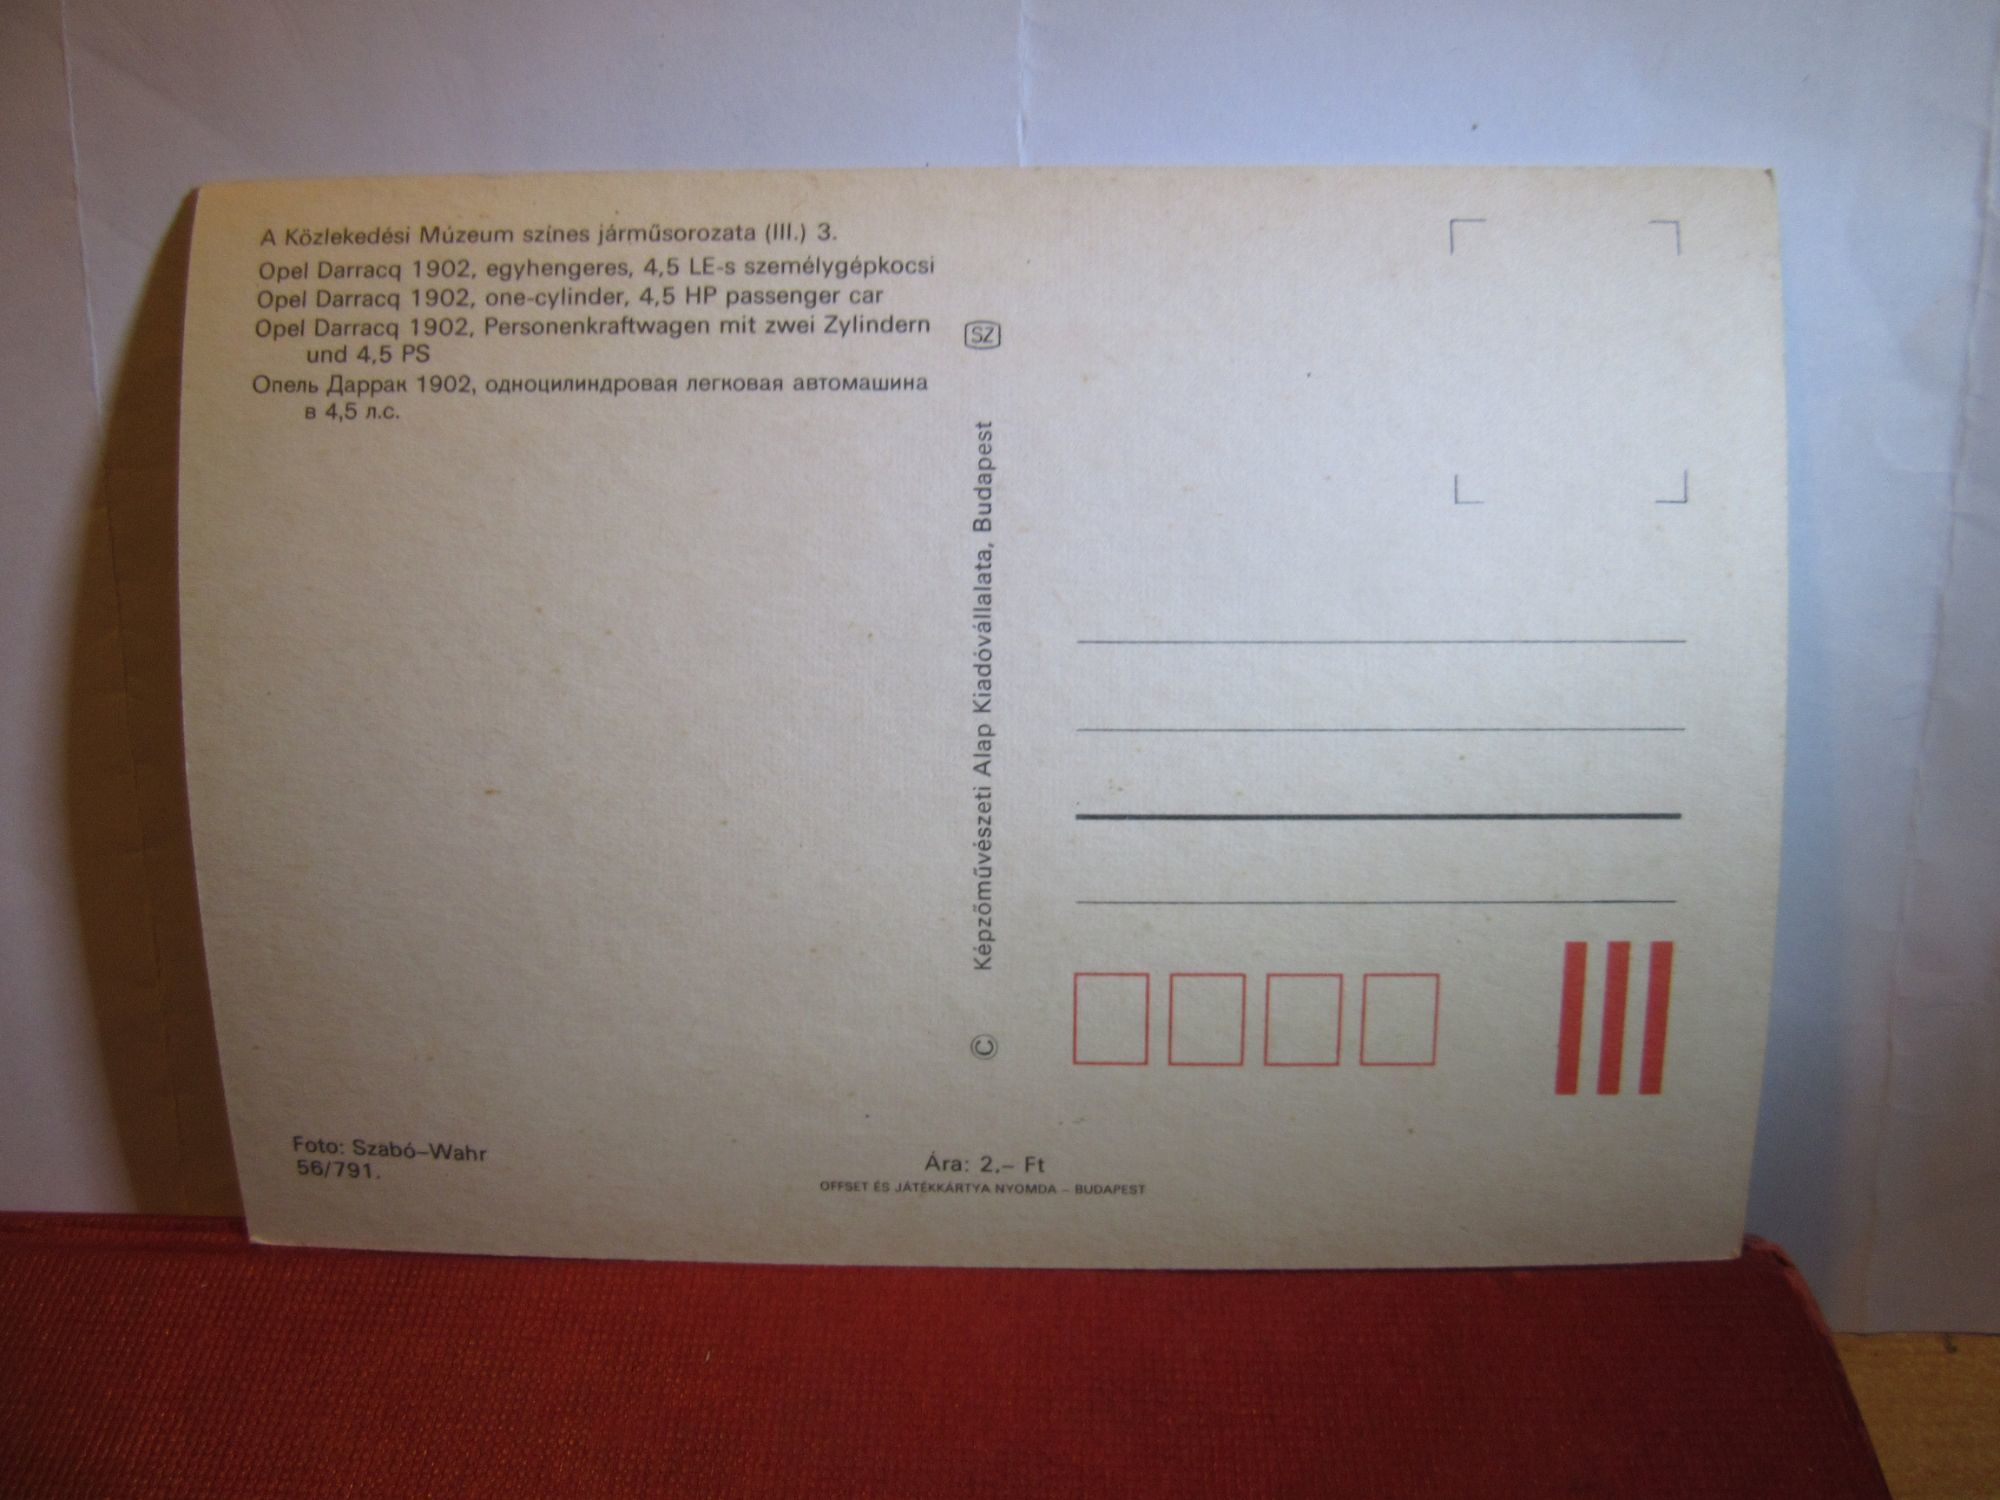 A Közlekedési Múzeum színes járműsorozata (III.) 3.
Opel Darracq 1902, egyhengeres, 4,5 LE-s személygépkocsi
Opel Darracq 1902, one-cylinder, 4,5 HP passenger car
Opel Darracq 1902, Personenkraftwagen mit zwei Zylindern
und 4,5 PS
Опель Даррак 1902, одноцилиндровая легковая автомашина
в 4,5 л.с.
SZ
© Képzőművészeti Alap Kiadóvállalata, Budapest
Foto: Szabó–Wahr
56/791.
Ára: 2,– Ft
OFFSET ÉS JÁTÉKKÁRTYA NYOMDA – BUDAPEST